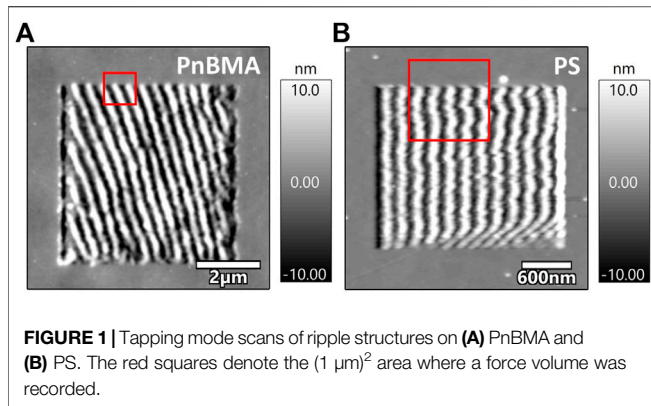 A
PnBMA
nm
10.0
0.00
-10.00
2µm
B
PS
nm
10.0
0.00
-10.00
600nm
FIGURE 1 | Tapping mode scans of ripple structures on (A) PnBMA and
(B) PS. The red squares denote the (1 µm)² area where a force volume was
recorded.